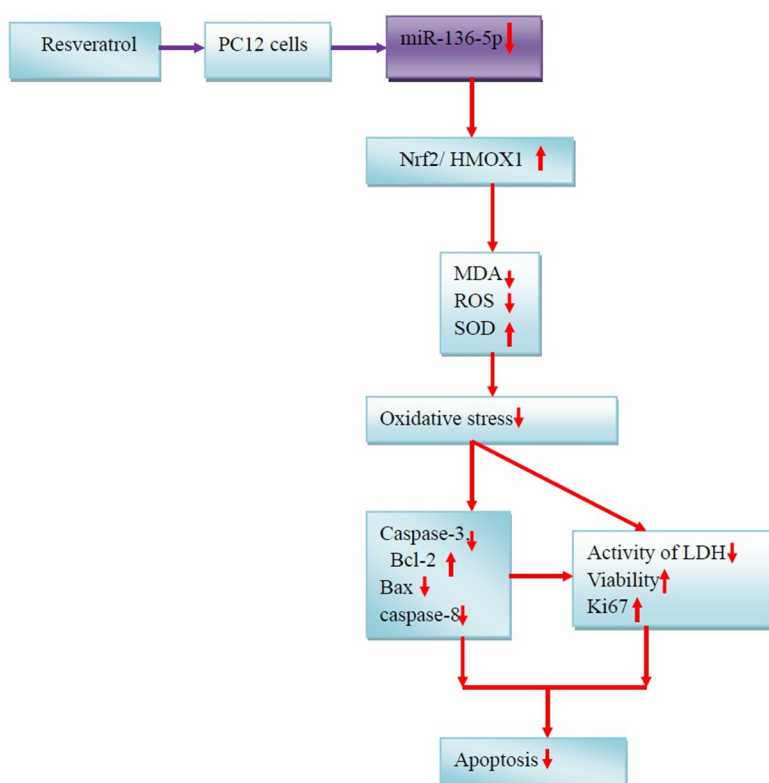 Resveratrol
PC12 cells
miR-136-5p
Nrf2/ HMOX1
MDA
ROS
SOD
Oxidative stress
Caspase-3,
Bcl-2
Bax
caspase-8
Activity of LDH
Viability
Ki67
Apoptosis